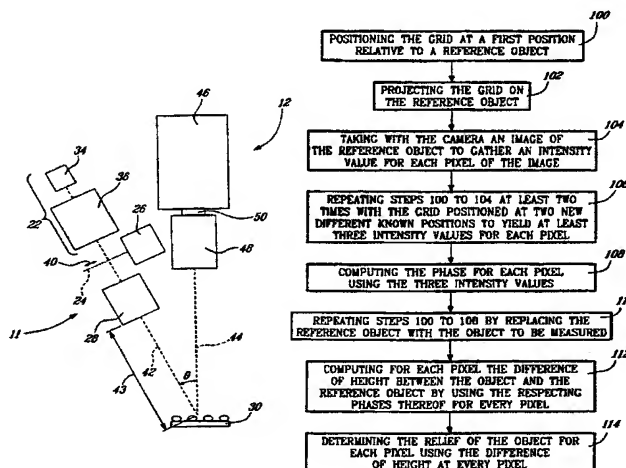 46
12
34
36
22
26
50
48
40
24
11
28
42
44
43
θ
30
100
POSITIONING THE GRID AT A FIRST POSITION
RELATIVE TO A REFERENCE OBJECT
102
PROJECTING THE GRID ON
THE REFERENCE OBJECT
104
TAKING WITH THE CAMERA AN IMAGE OF
THE REFERENCE OBJECT TO GATHER AN INTENSITY
VALUE FOR EACH PIXEL OF THE IMAGE
106
REPEATING STEPS 100 TO 104 AT LEAST TWO
TIMES WITH THE GRID POSITIONED AT TWO NEW
DIFFERENT KNOWN POSITIONS TO YIELD AT LEAST
THREE INTENSITY VALUES FOR EACH PIXEL
108
COMPUTING THE PHASE FOR EACH PIXEL
USING THE THREE INTENSITY VALUES
11
REPEATING STEPS 100 TO 108 BY REPLACING THE
REFERENCE OBJECT WITH THE OBJECT TO BE MEASURED
112
COMPUTING FOR EACH PIXEL THE DIFFERENCE
OF HEIGHT BETWEEN THE OBJECT AND THE
REFERENCE OBJECT BY USING THE RESPECTING
PHASES THEREOF FOR EVERY PIXEL
114
DETERMINING THE RELIEF OF THE OBJECT FOR
EACH PIXEL USING THE DIFFERENCE
OF HEIGHT AT EVERY PIXEL